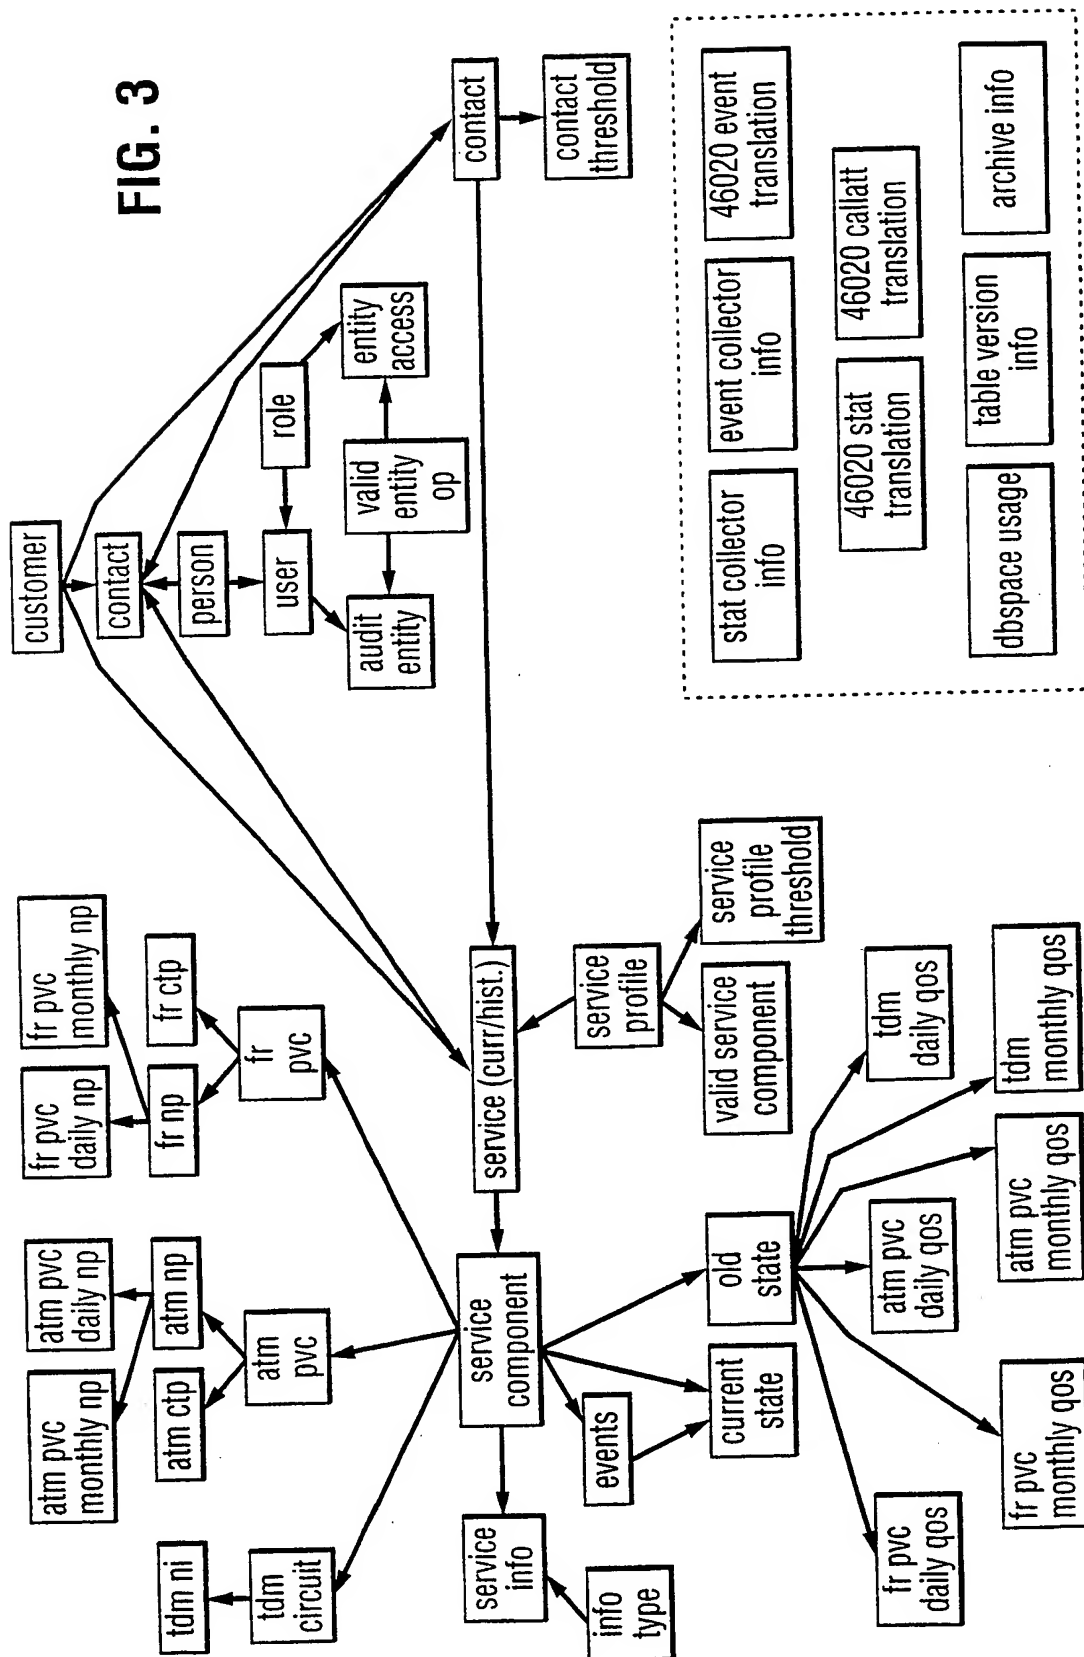 FIG. 3
customer
contact
person
user
role
audit
entity
valid
entity
op
entity
access
contact
contact
threshold
tdm ni
tdm
circuit
atm pvc
monthly np
atm pvc
daily np
atm ctp
atm np
atm
pvc
fr pvc
daily np
fr pvc
monthly np
fr np
fr ctp
fr
pvc
service
info
info
type
service
component
service (curr/hist.)
events
current
state
old
state
service
profile
valid service
component
service
profile
threshold
fr pvc
daily qos
fr pvc
monthly qos
atm pvc
daily qos
atm pvc
monthly qos
tdm
daily qos
tdm
monthly qos
stat collector
info
event collector
info
46020 event
translation
46020 stat
translation
46020 callatt
translation
dbspace usage
table version
info
archive info